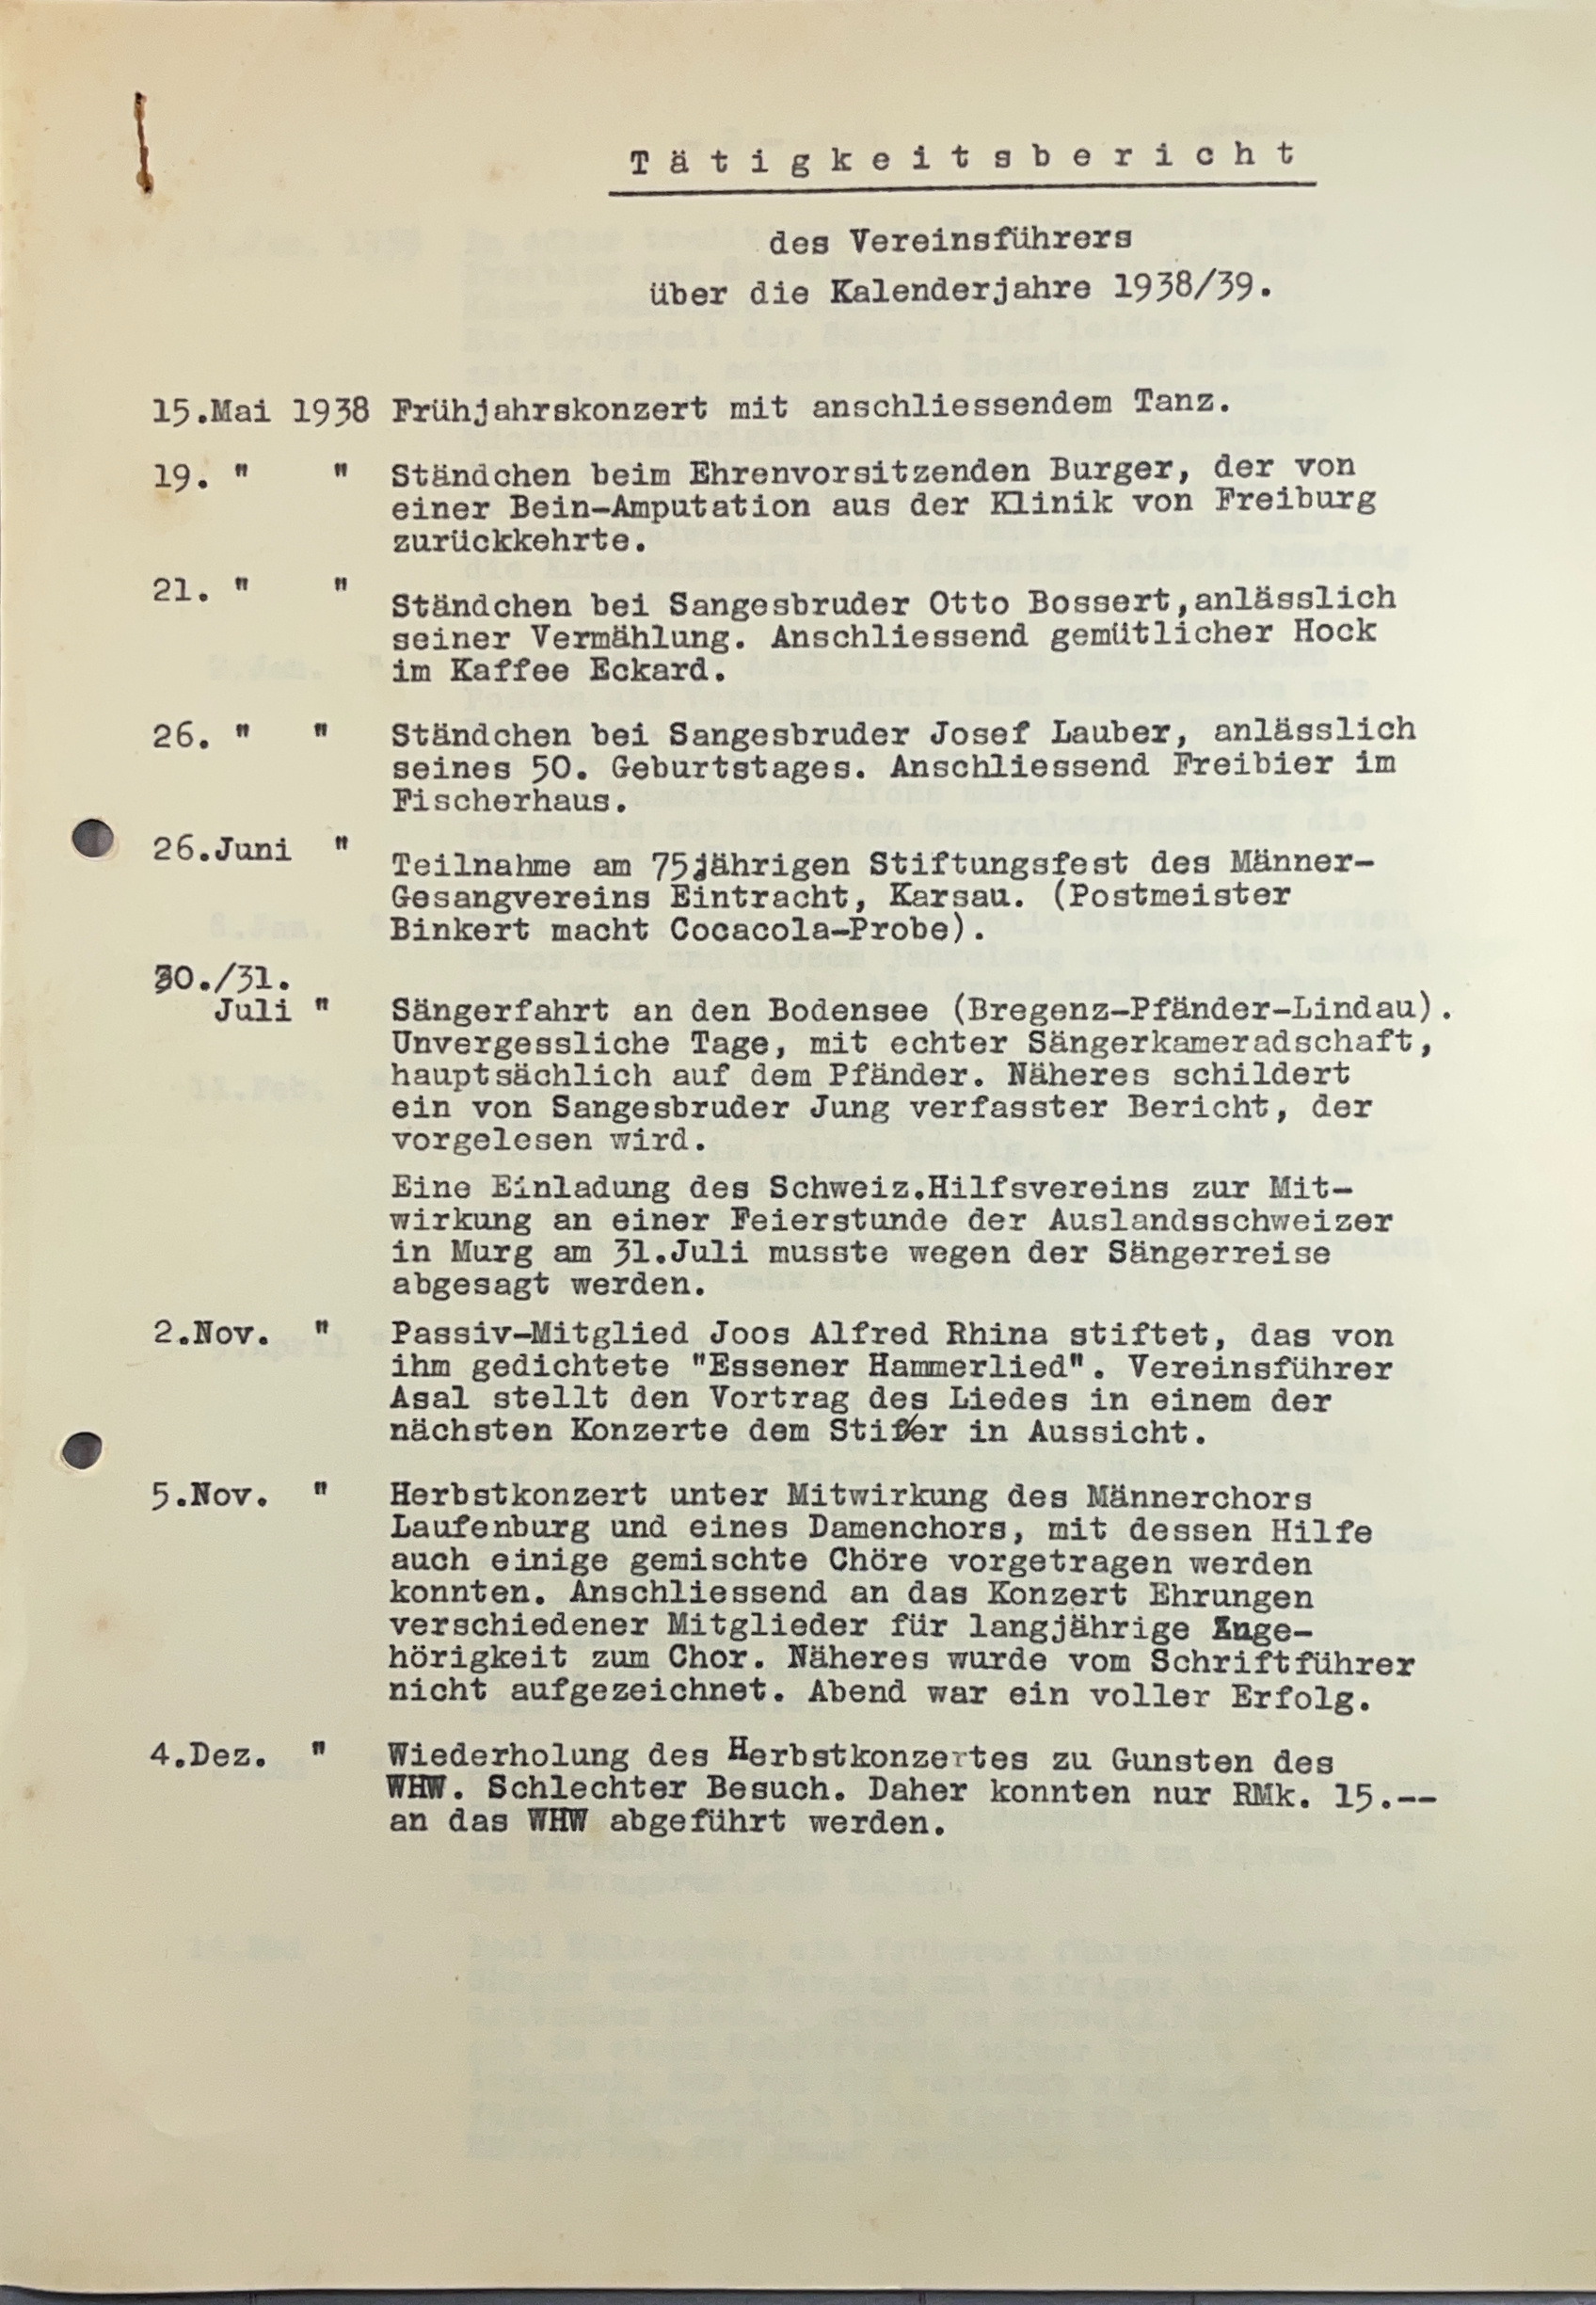 Tätigkeitsbericht
des Vereinsführers
über die Kalenderjahre 1938/39.
15.Mai 1938 Frühjahrskonzert mit anschliessendem Tanz.
19. " " Ständchen beim Ehrenvorsitzenden Burger, der von
einer Bein-Amputation aus der Klinik von Freiburg
zurückkehrte.
21. " " Ständchen bei Sangesbruder Otto Bossert,anlässlich
seiner Vermählung. Anschliessend gemütlicher Hock
im Kaffee Eckard.
26. " " Ständchen bei Sangesbruder Josef Lauber, anlässlich
seines 50. Geburtstages. Anschliessend Freibier im
Fischerhaus.
26.Juni " Teilnahme am 75jährigen Stiftungsfest des Männer-
Gesangvereins Eintracht, Karsau. (Postmeister
Binkert macht Cocacola-Probe).
30./31.
Juli " Sängerfahrt an den Bodensee (Bregenz-Pfänder-Lindau).
Unvergessliche Tage, mit echter Sängerkameradschaft,
hauptsächlich auf dem Pfänder. Näheres schildert
ein von Sangesbruder Jung verfasster Bericht, der
vorgelesen wird.
Eine Einladung des Schweiz.Hilfsvereins zur Mit-
wirkung an einer Feierstunde der Auslandsschweizer
in Murg am 31.Juli musste wegen der Sängerreise
abgesagt werden.
2.Nov. " Passiv-Mitglied Joos Alfred Rhina stiftet, das von
ihm gedichtete "Essener Hammerlied". Vereinsführer
Asal stellt den Vortrag des Liedes in einem der
nächsten Konzerte dem Stifter in Aussicht.
5.Nov. " Herbstkonzert unter Mitwirkung des Männerchors
Laufenburg und eines Damenchors, mit dessen Hilfe
auch einige gemischte Chöre vorgetragen werden
konnten. Anschliessend an das Konzert Ehrungen
verschiedener Mitglieder für langjährige Zuge-
hörigkeit zum Chor. Näheres wurde vom Schriftführer
nicht aufgezeichnet. Abend war ein voller Erfolg.
4.Dez. " Wiederholung des Herbstkonzertes zu Gunsten des
WHW. Schlechter Besuch. Daher konnten nur RMk. 15.--
an das WHW abgeführt werden.